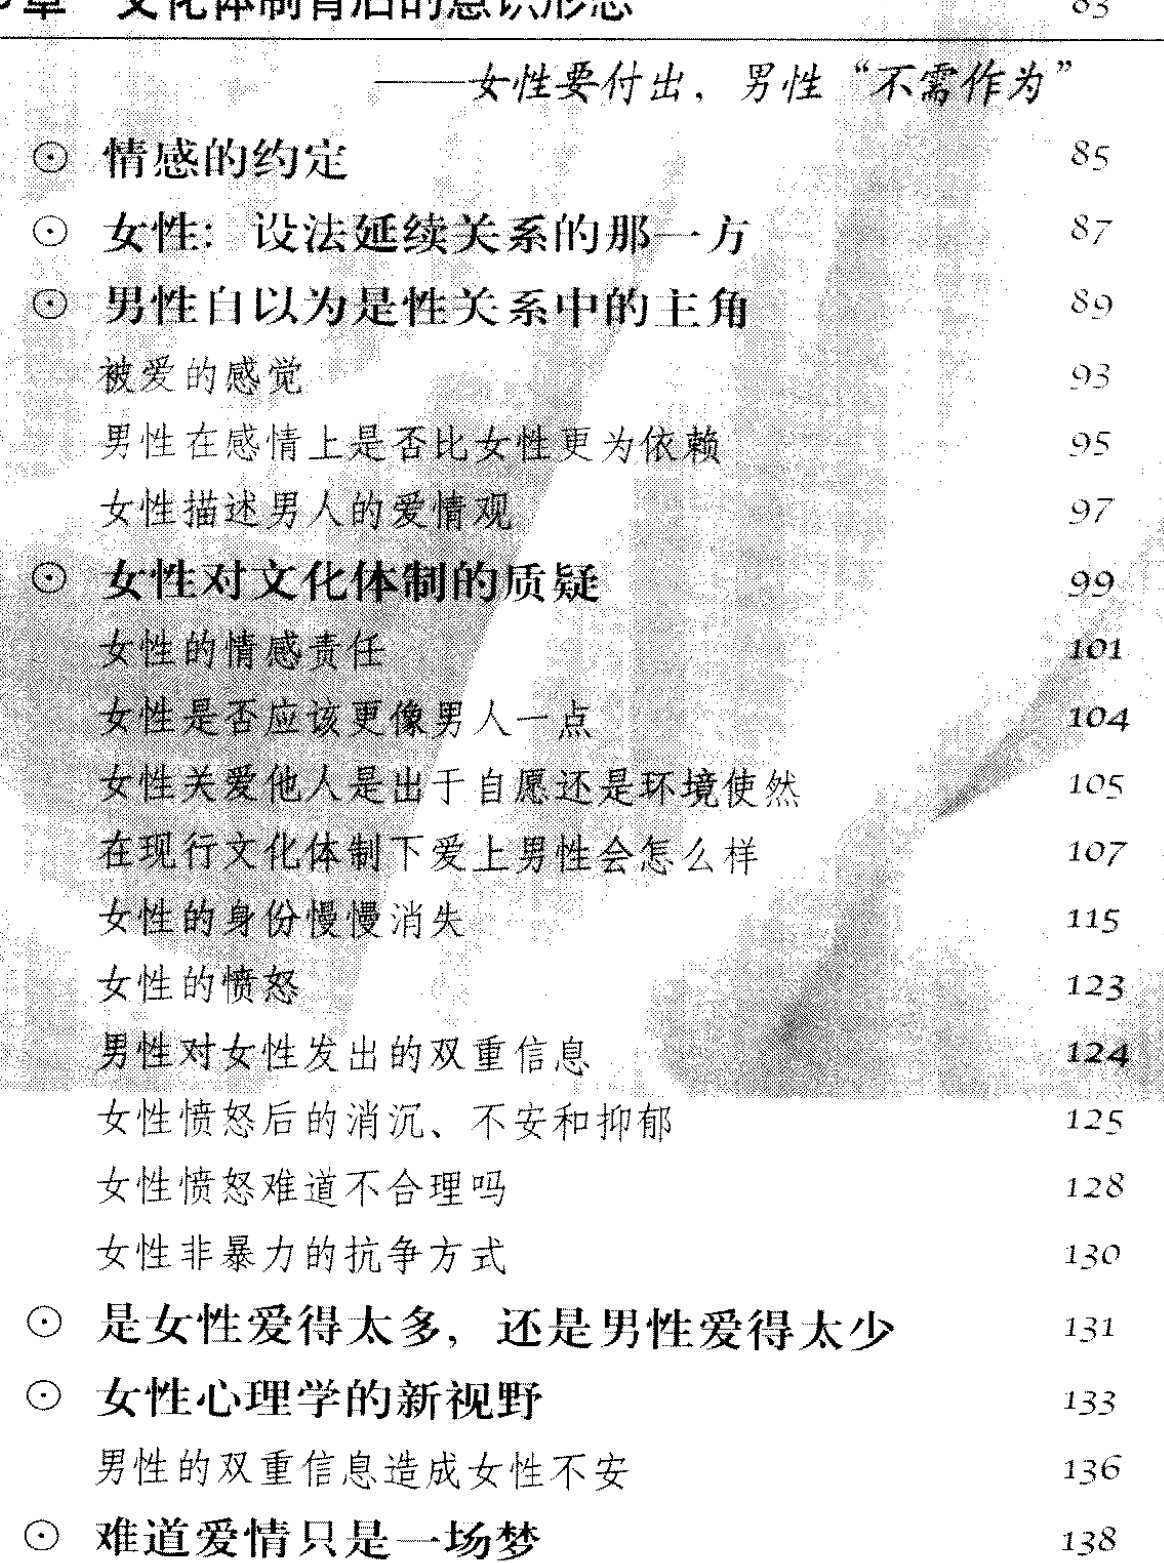 章 文化体制背后的意识形态 83
——女性要付出，男性“不需作为”
⊙ 情感的约定 85
⊙ 女性：设法延续关系的那一方 87
⊙ 男性自以为是性关系中的主角 89
被爱的感觉 93
男性在感情上是否比女性更为依赖 95
女性描述男人的爱情观 97
⊙ 女性对文化体制的质疑 99
女性的情感责任 101
女性是否应该更像男人一点 104
女性关爱他人是出于自愿还是环境使然 105
在现行文化体制下爱上男性会怎么样 107
女性的身份慢慢消失 115
女性的愤怒 123
男性对女性发出的双重信息 124
女性愤怒后的消沉、不安和抑郁 125
女性愤怒难道不合理吗 128
女性非暴力的抗争方式 130
⊙ 是女性爱得太多，还是男性爱得太少 131
⊙ 女性心理学的新视野 133
男性的双重信息造成女性不安 136
⊙ 难道爱情只是一场梦 138